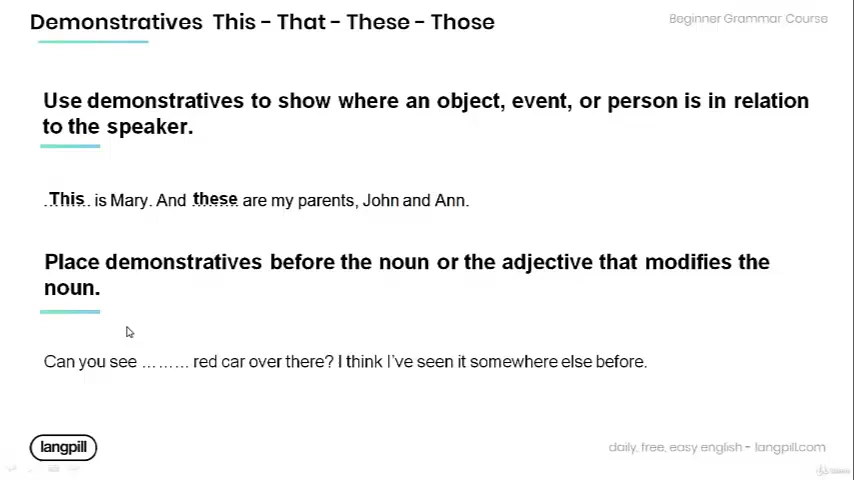 Demonstratives This - That - These - Those
Beginner Grammar Course
Use demonstratives to show where an object, event, or person is in relation
to the speaker.
.This. is Mary. And these are my parents, John and Ann.
Place demonstratives before the noun or the adjective that modifies the
noun.
Can you see ……… red car over there? I think I've seen it somewhere else before.
langpill
daily, free, easy english - langpill.com